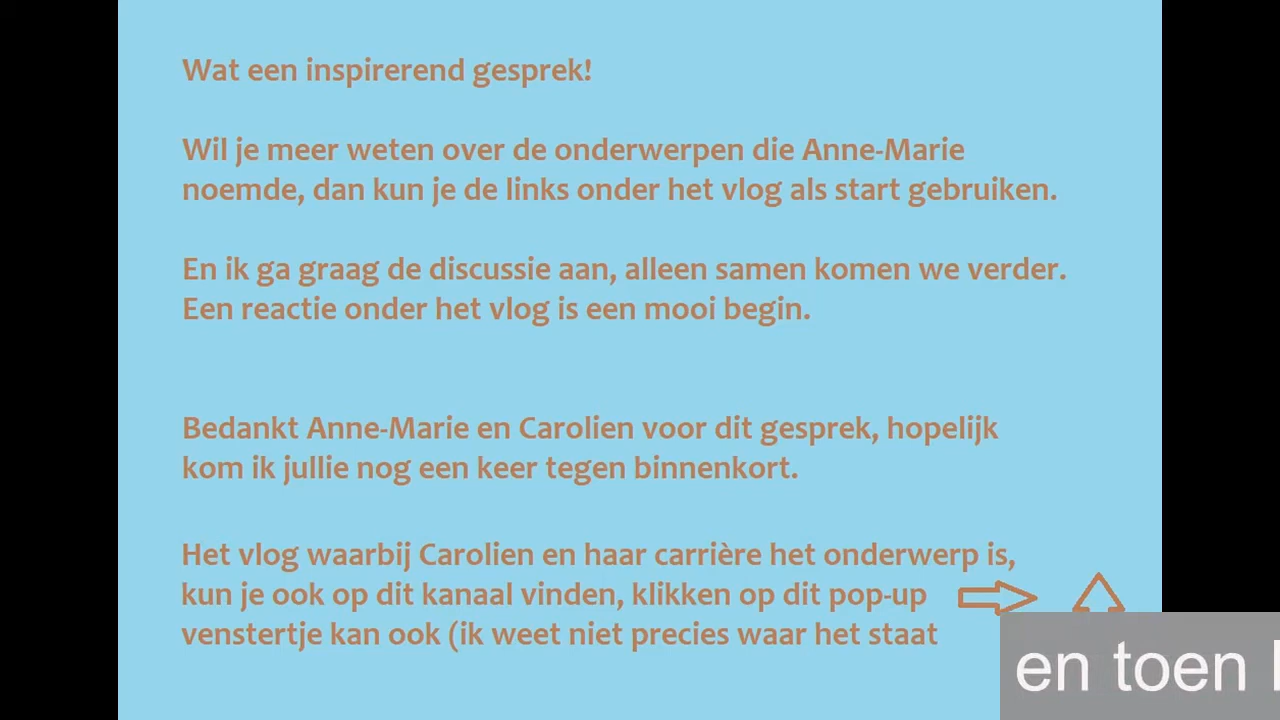 Wat een inspirerend gesprek!
Wil je meer weten over de onderwerpen die Anne-Marie
noemde, dan kun je de links onder het vlog als start gebruiken.
En ik ga graag de discussie aan, alleen samen komen we verder.
Een reactie onder het vlog is een mooi begin.
Bedankt Anne-Marie en Carolien voor dit gesprek, hopelijk
kom ik jullie nog een keer tegen binnenkort.
Het vlog waarbij Carolien en haar carrière het onderwerp is,
kun je ook op dit kanaal vinden, klikken op dit pop-up
venstertje kan ook (ik weet niet precies waar het staat
en toen